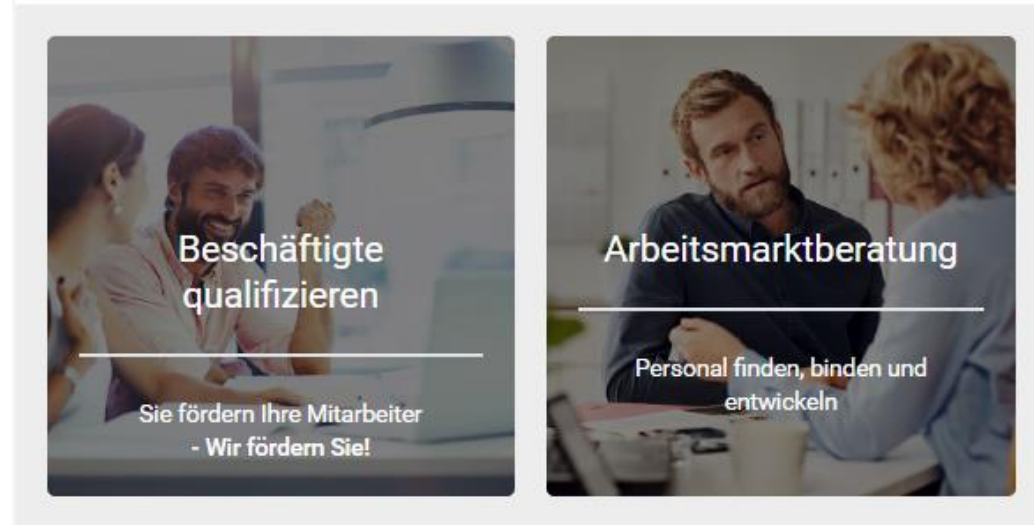 Beschäftigte
qualifizieren
Sie fördern Ihre Mitarbeiter
- Wir fördern Sie!
Arbeitsmarktberatung
Personal finden, binden und
entwickeln